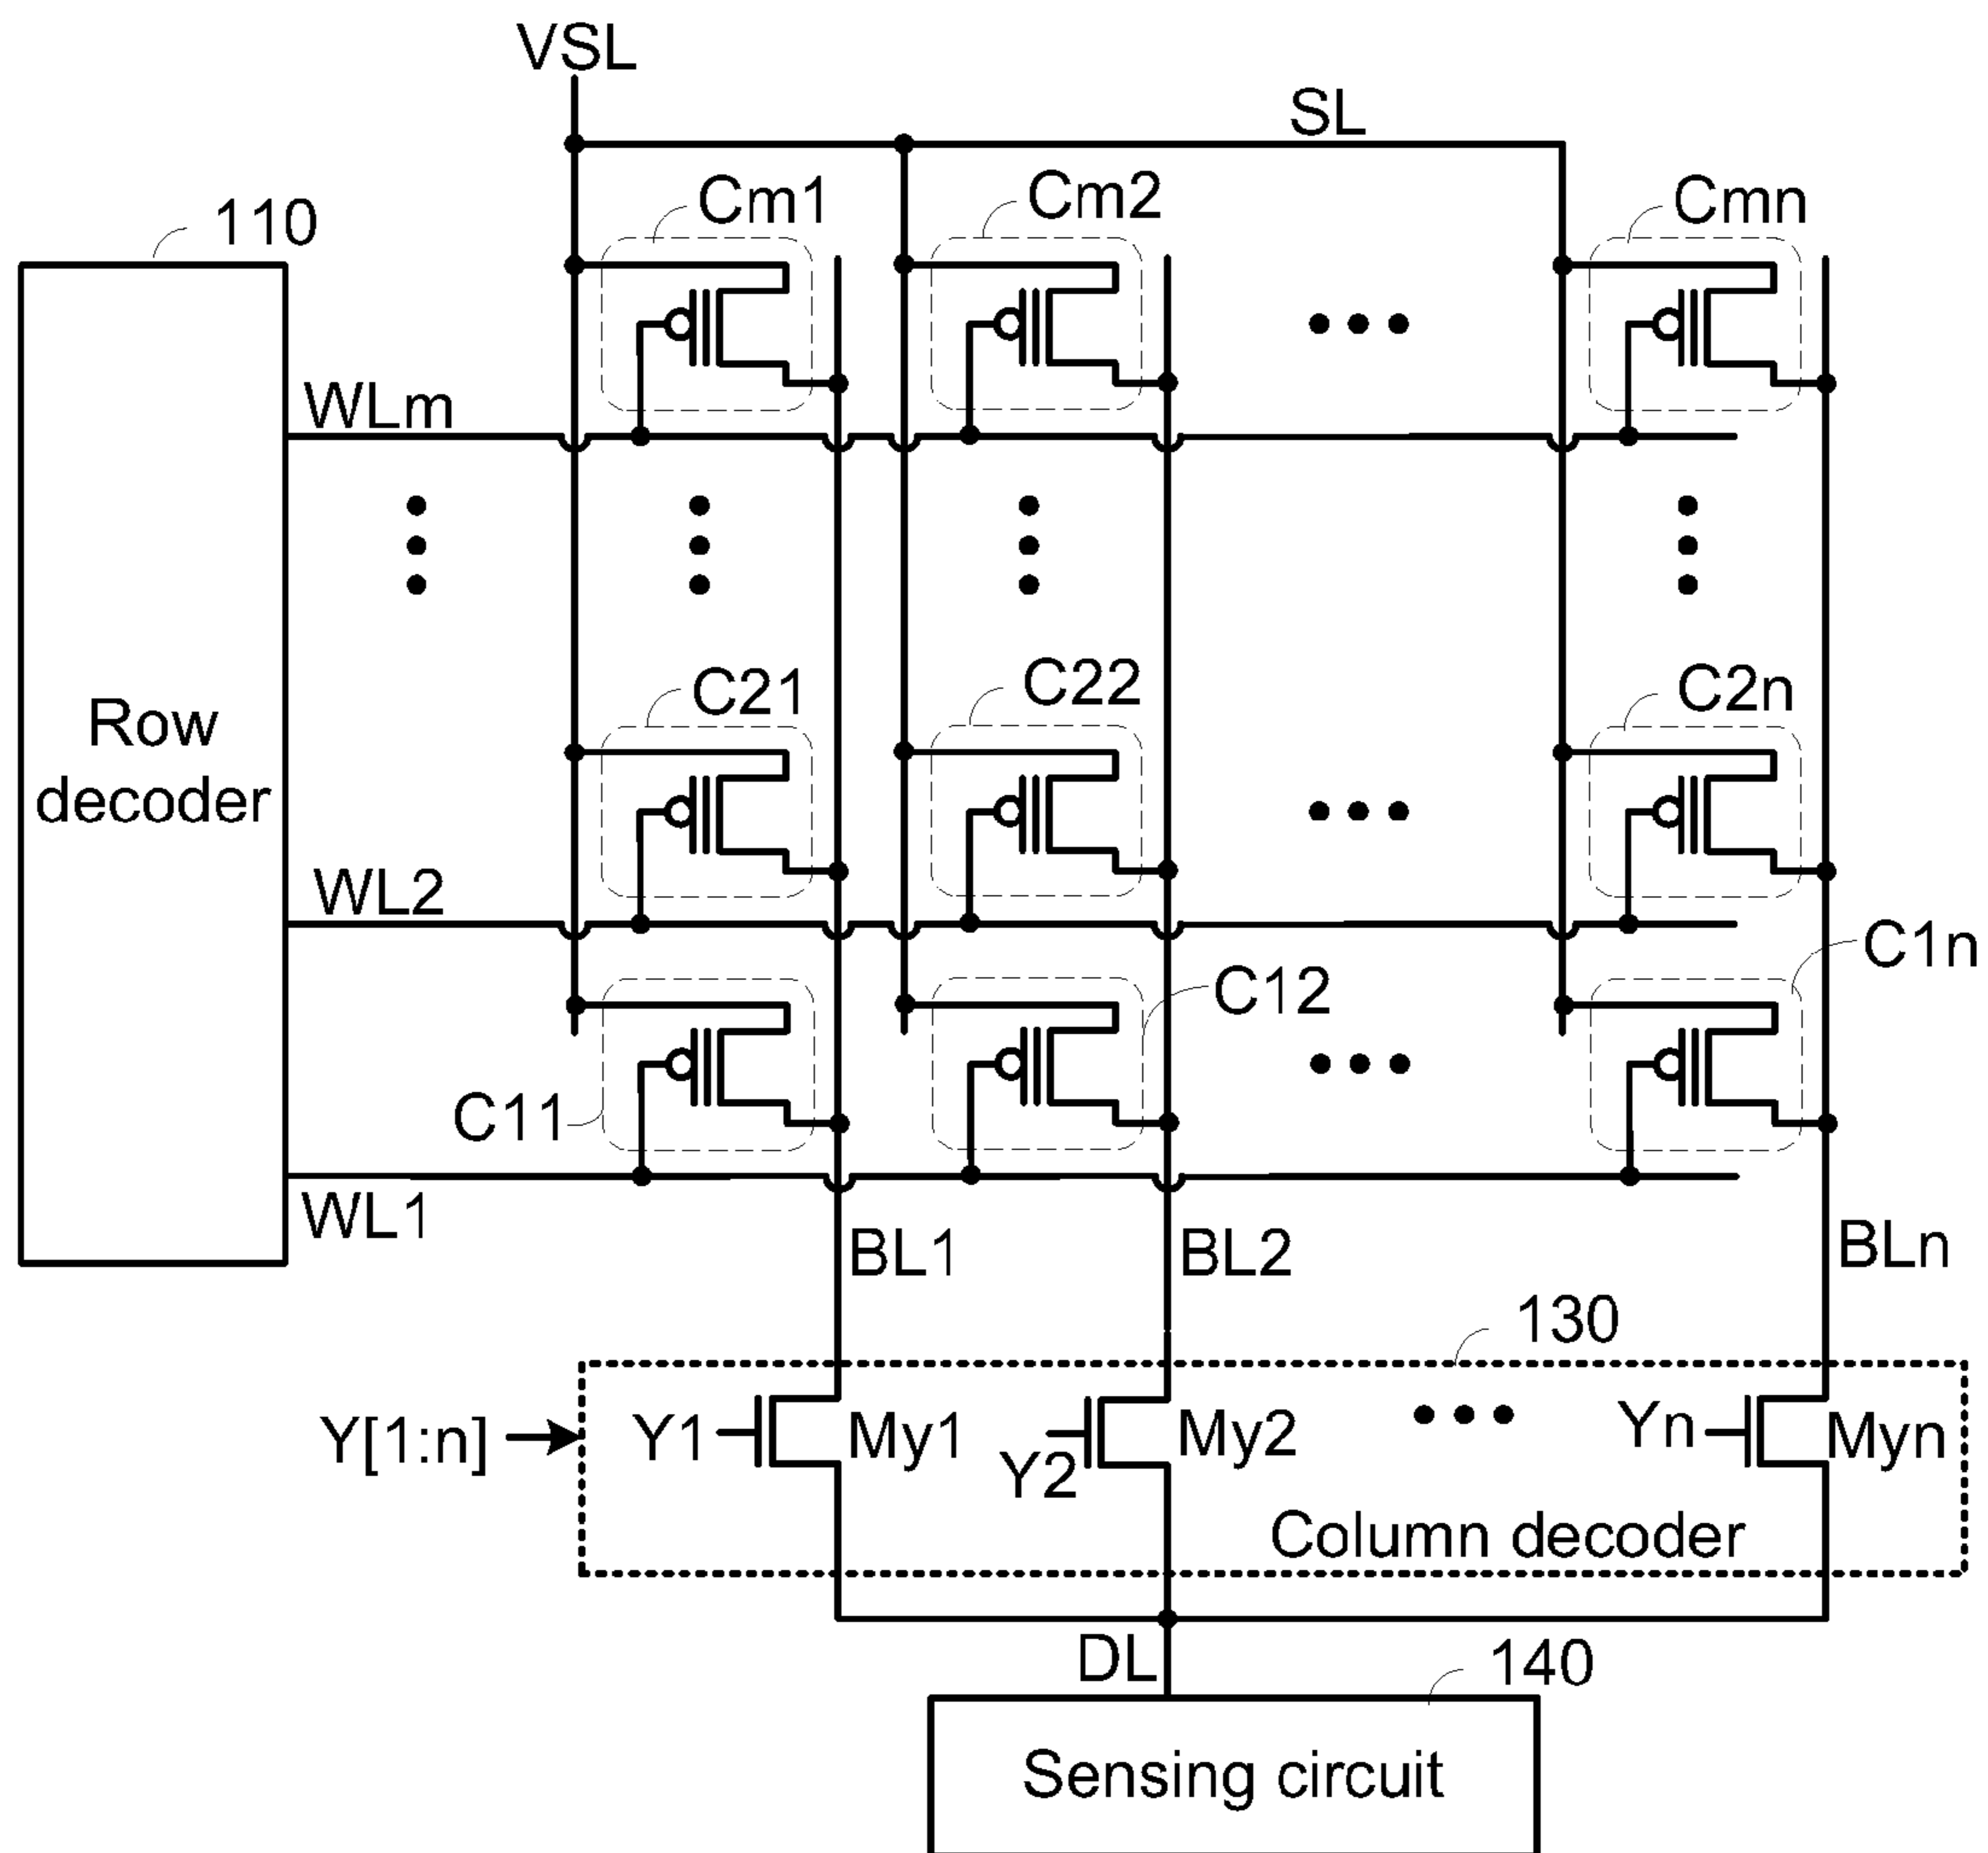 VSL
SL
110
Cm1
Cm2
Cmn
WLm
Row
decoder
C21
C22
C2n
WL2
C1n
C12
C11
WL1
BL1
BL2
BLn
130
Y[1:n]
Y1
My1
Y2
My2
Yn
Myn
Column decoder
DL
140
Sensing circuit